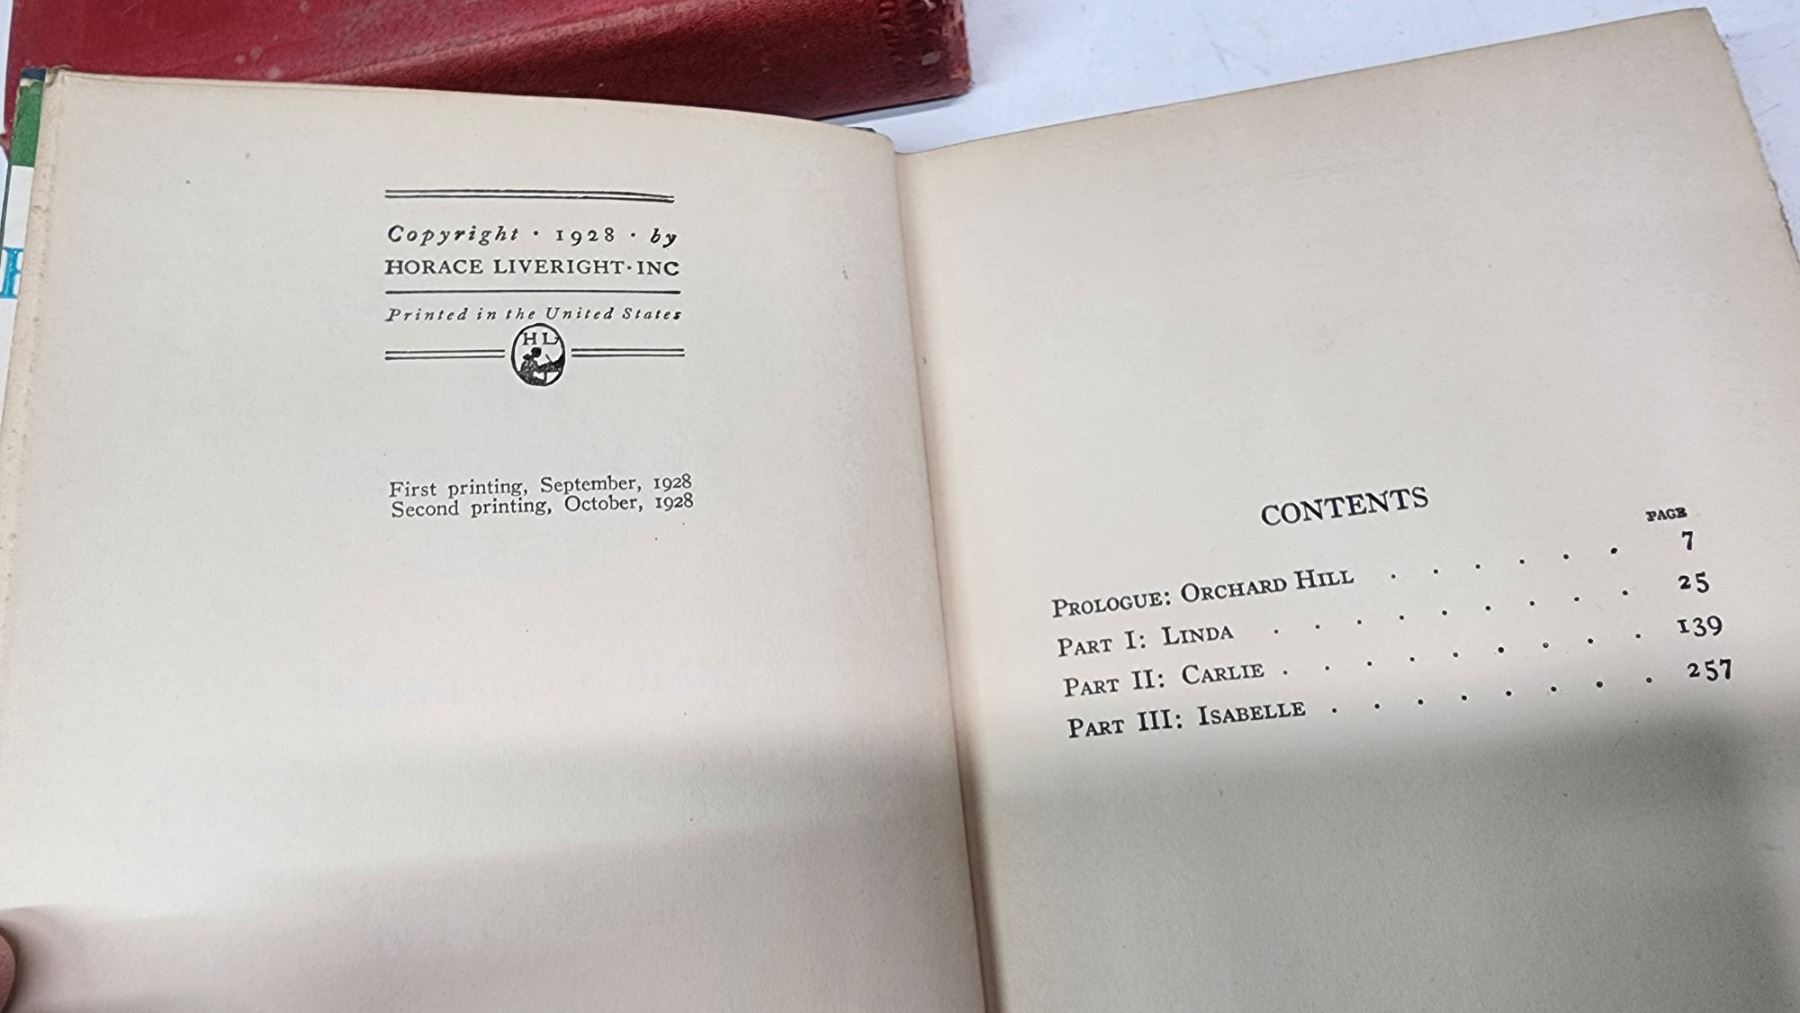 Copyright · 1928 · by
HORACE LIVERIGHT · INC
Printed in the United States
HL
First printing, September, 1928
Second printing, October, 1928
CONTENTS
PAGE
PROLOGUE: ORCHARD HILL . . . . . . 7
PART I: LINDA . . . . . . . . . 25
PART II: CARLIE . . . . . . . . . 139
PART III: ISABELLE . . . . . . . . 257